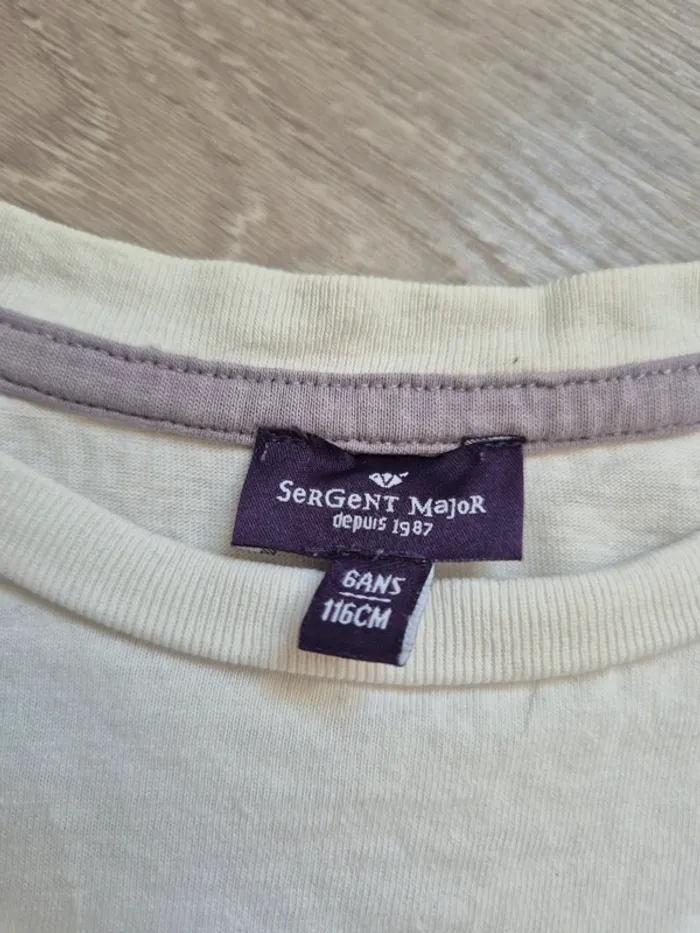 SeRGeNT MajoR
depuis 1987
6ANS
116CM